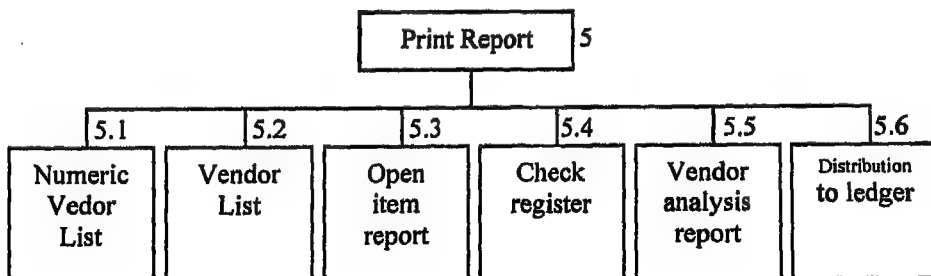 Print Report 5
5.1 5.2 5.3 5.4 5.5 5.6
Numeric
Vedor
List
Vendor
List
Open
item
report
Check
register
Vendor
analysis
report
Distribution
to ledger